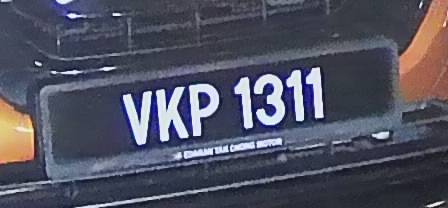 VKP 1311
EDARAN TAN CHONG MOTOR